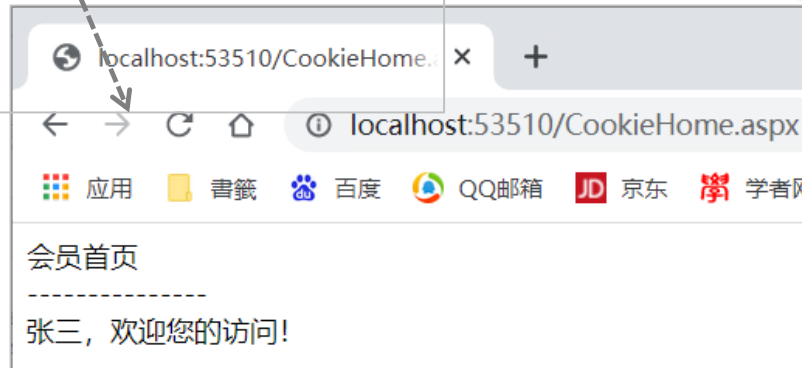 localhost:53510/CookieHome.a
localhost:53510/CookieHome.aspx
应用 書籤 百度 QQ邮箱 JD 京东 學 学者网
会员首页
---------------
张三，欢迎您的访问！